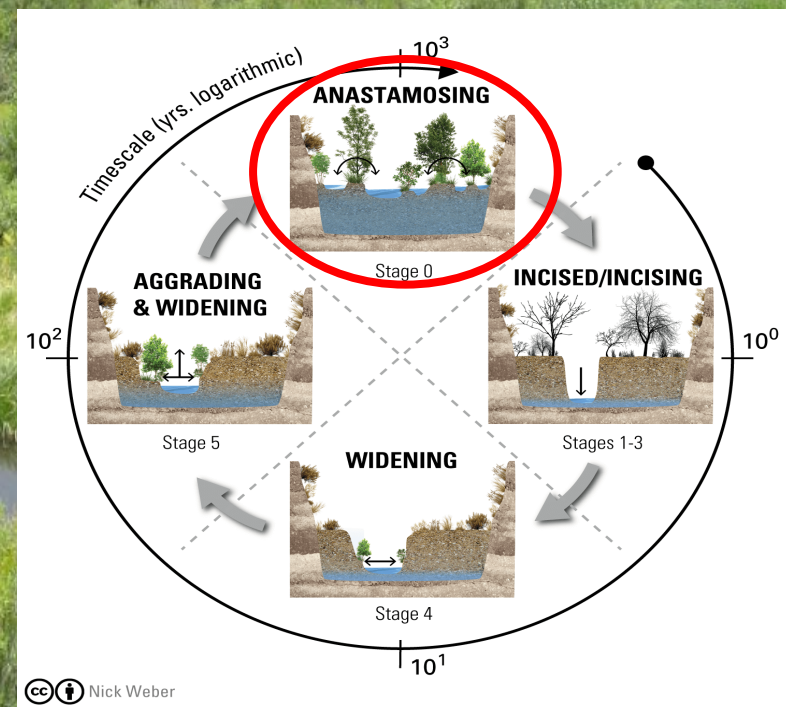 Timescale (yrs. logarithmic)
10³
ANASTAMOSING
Stage 0
AGGRADING
& WIDENING
INCISED/INCISING
10²
10⁰
Stage 5
Stages 1-3
WIDENING
Stage 4
10¹
cc Nick Weber